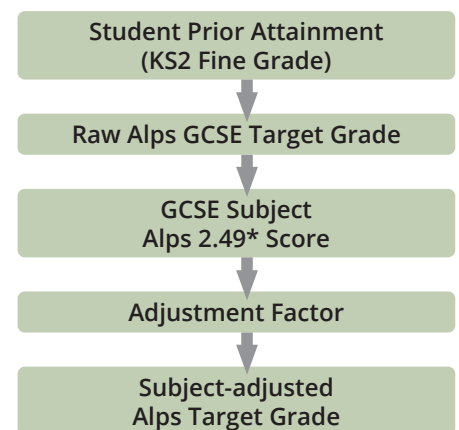 Student Prior Attainment
(KS2 Fine Grade)
Raw Alps GCSE Target Grade
GCSE Subject
Alps 2.49* Score
Adjustment Factor
Subject-adjusted
Alps Target Grade